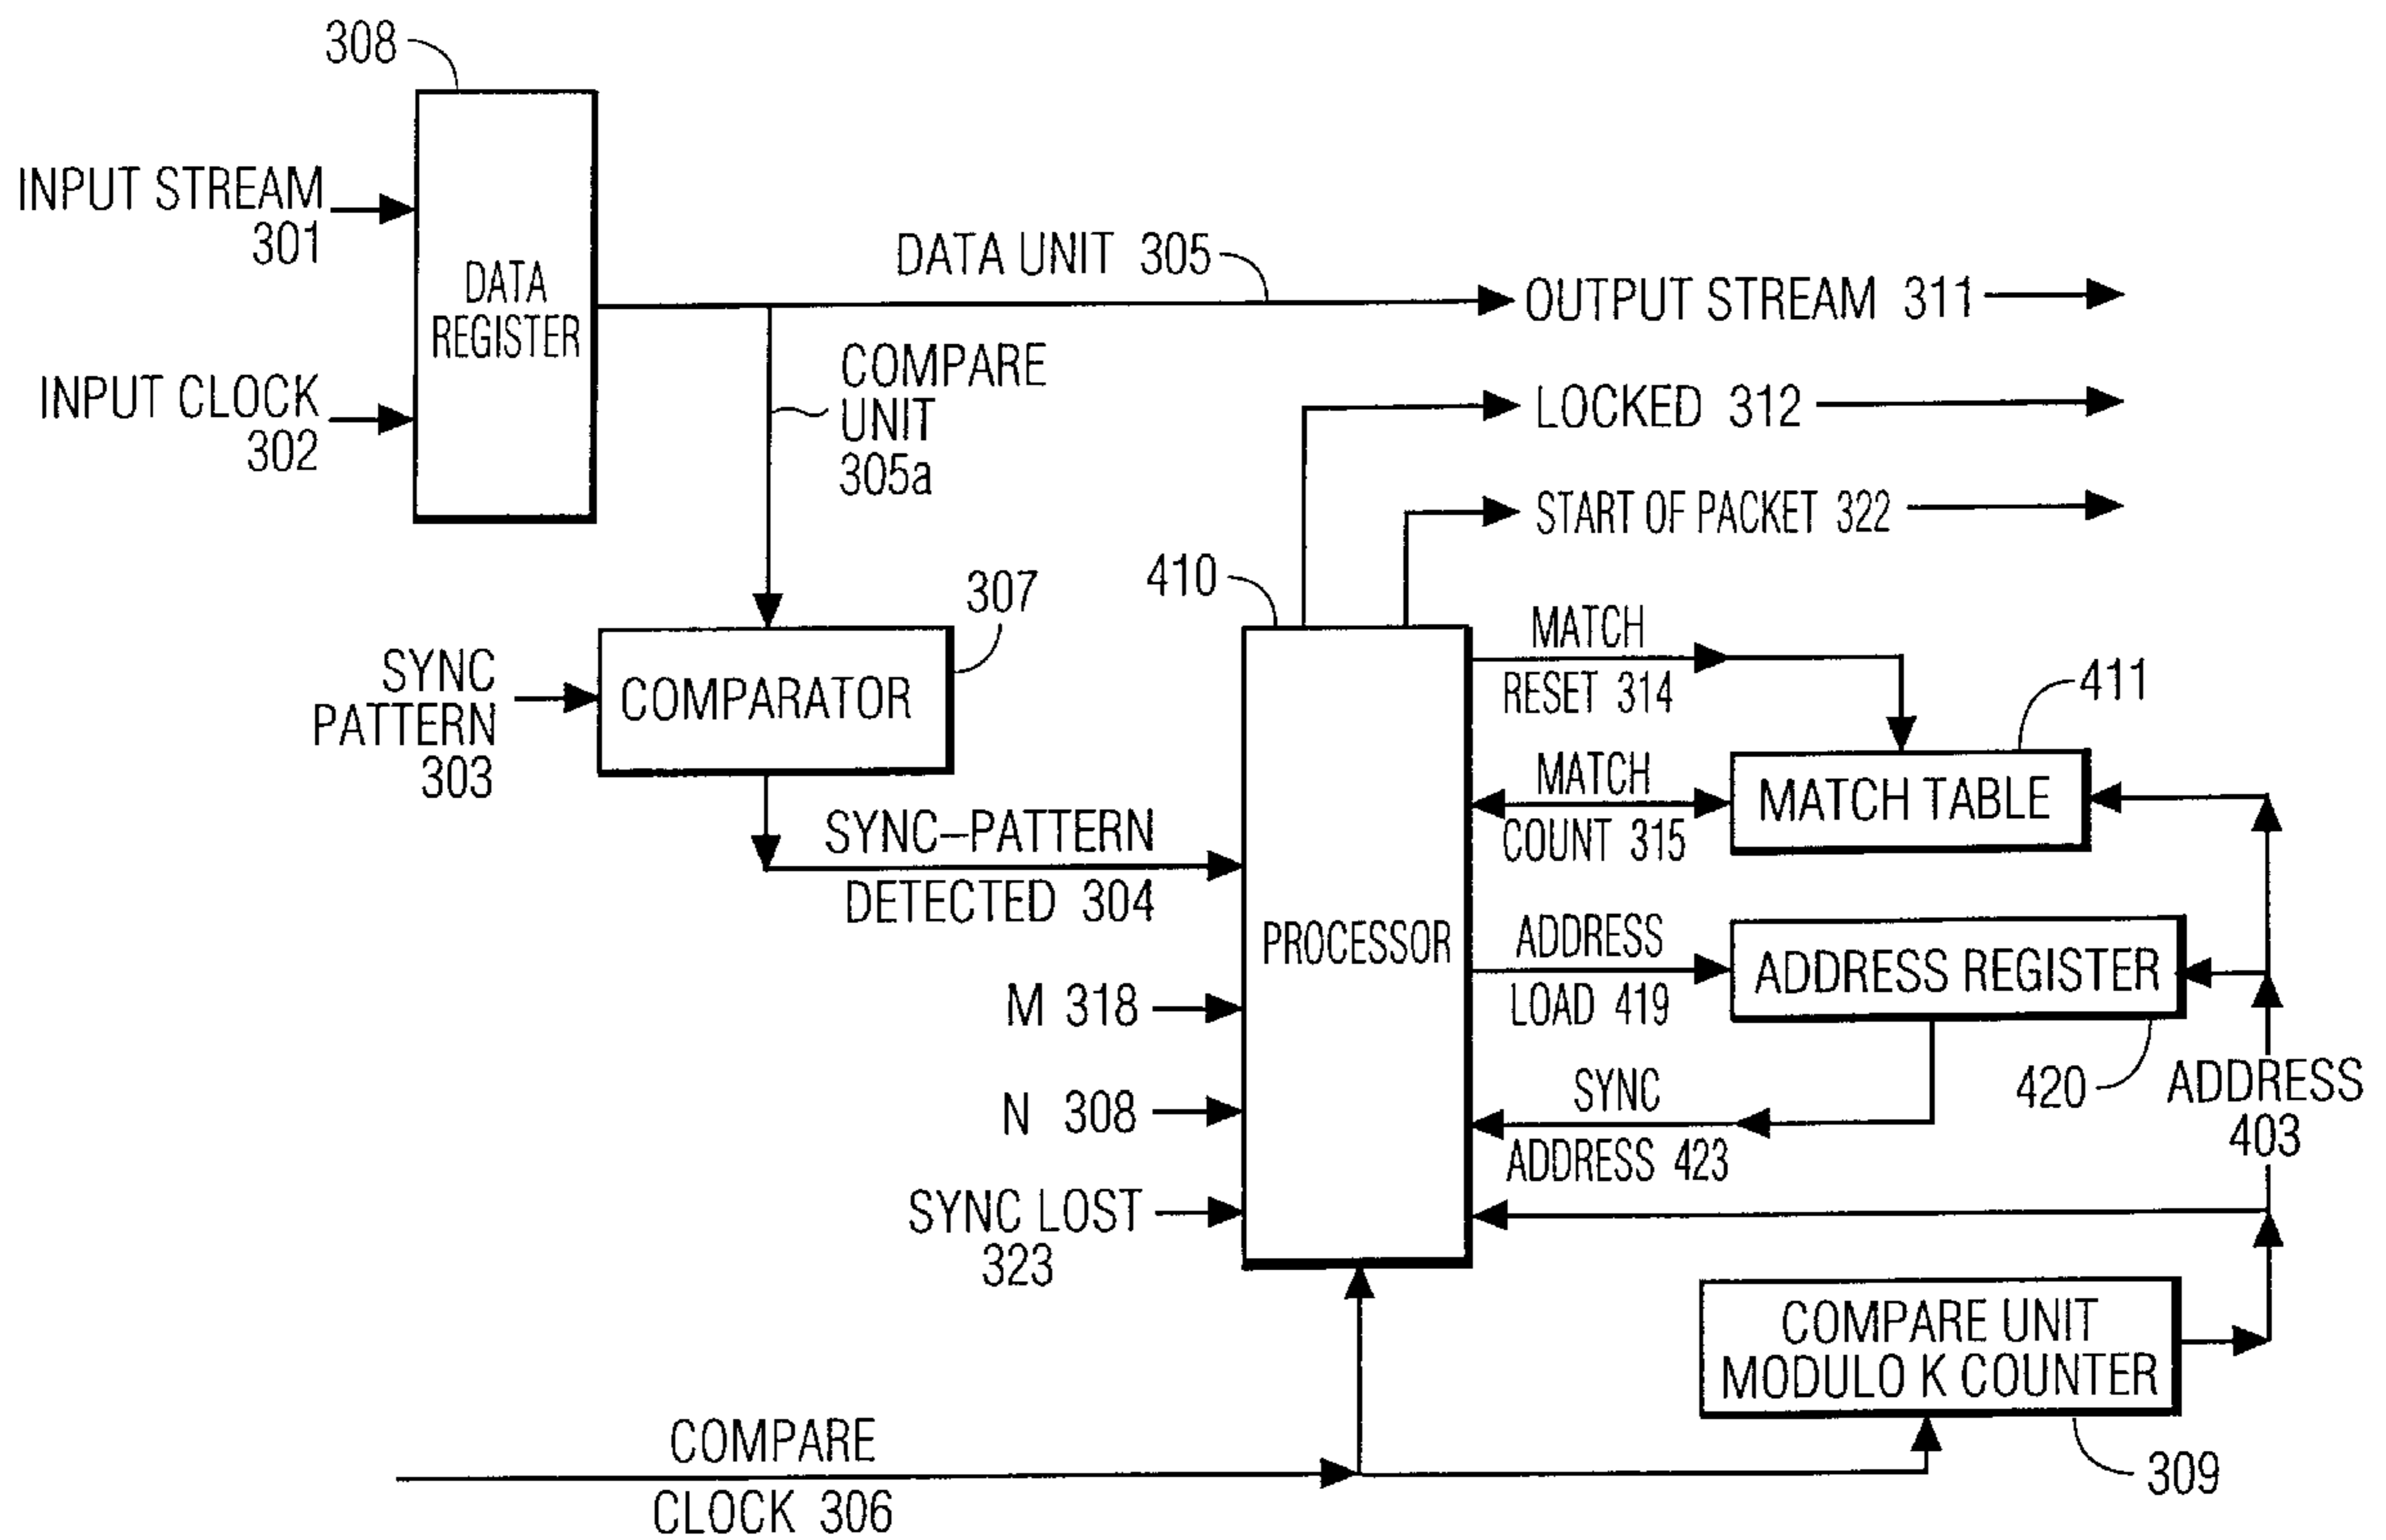 308
INPUT STREAM
301
DATA
REGISTER
INPUT CLOCK
302
DATA UNIT 305
OUTPUT STREAM 311
COMPARE
UNIT
305a
LOCKED 312
START OF PACKET 322
307
410
SYNC
PATTERN
303
COMPARATOR
MATCH
RESET 314
411
MATCH
COUNT 315
MATCH TABLE
SYNC-PATTERN
DETECTED 304
PROCESSOR
ADDRESS
LOAD 419
ADDRESS REGISTER
M 318
420
ADDRESS
403
N 308
SYNC
ADDRESS 423
SYNC LOST
323
COMPARE UNIT
MODULO K COUNTER
309
COMPARE
CLOCK 306